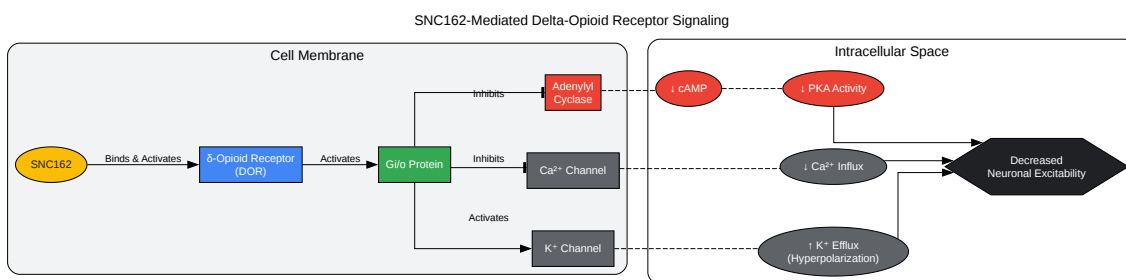 SNC162-Mediated Delta-Opioid Receptor Signaling
Cell Membrane
Intracellular Space
Inhibits
Adenylyl
Cyclase
↓ cAMP
↓ PKA Activity
SNC162
Binds & Activates
δ-Opioid Receptor
(DOR)
Activates
Gi/o Protein
Inhibits
Ca²⁺ Channel
↓ Ca²⁺ Influx
Decreased
Neuronal Excitability
Activates
K⁺ Channel
↑ K⁺ Efflux
(Hyperpolarization)